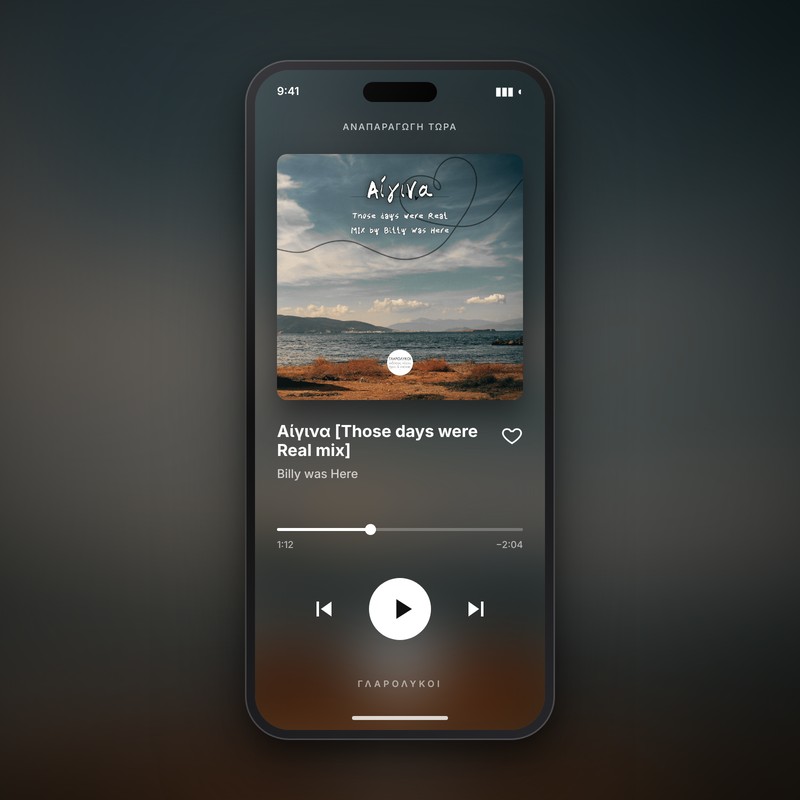 9:41
ΑΝΑΠΑΡΑΓΩΓΗ ΤΩΡΑ
Αίγινα
Those days were Real
MIX by Billy was Here
ΓΛΑΡΟΛΥΚΟΙ
Αίγινα [Those days were
Real mix]
Billy was Here
1:12
−2:04
ΓΛΑΡΟΛΥΚΟΙ